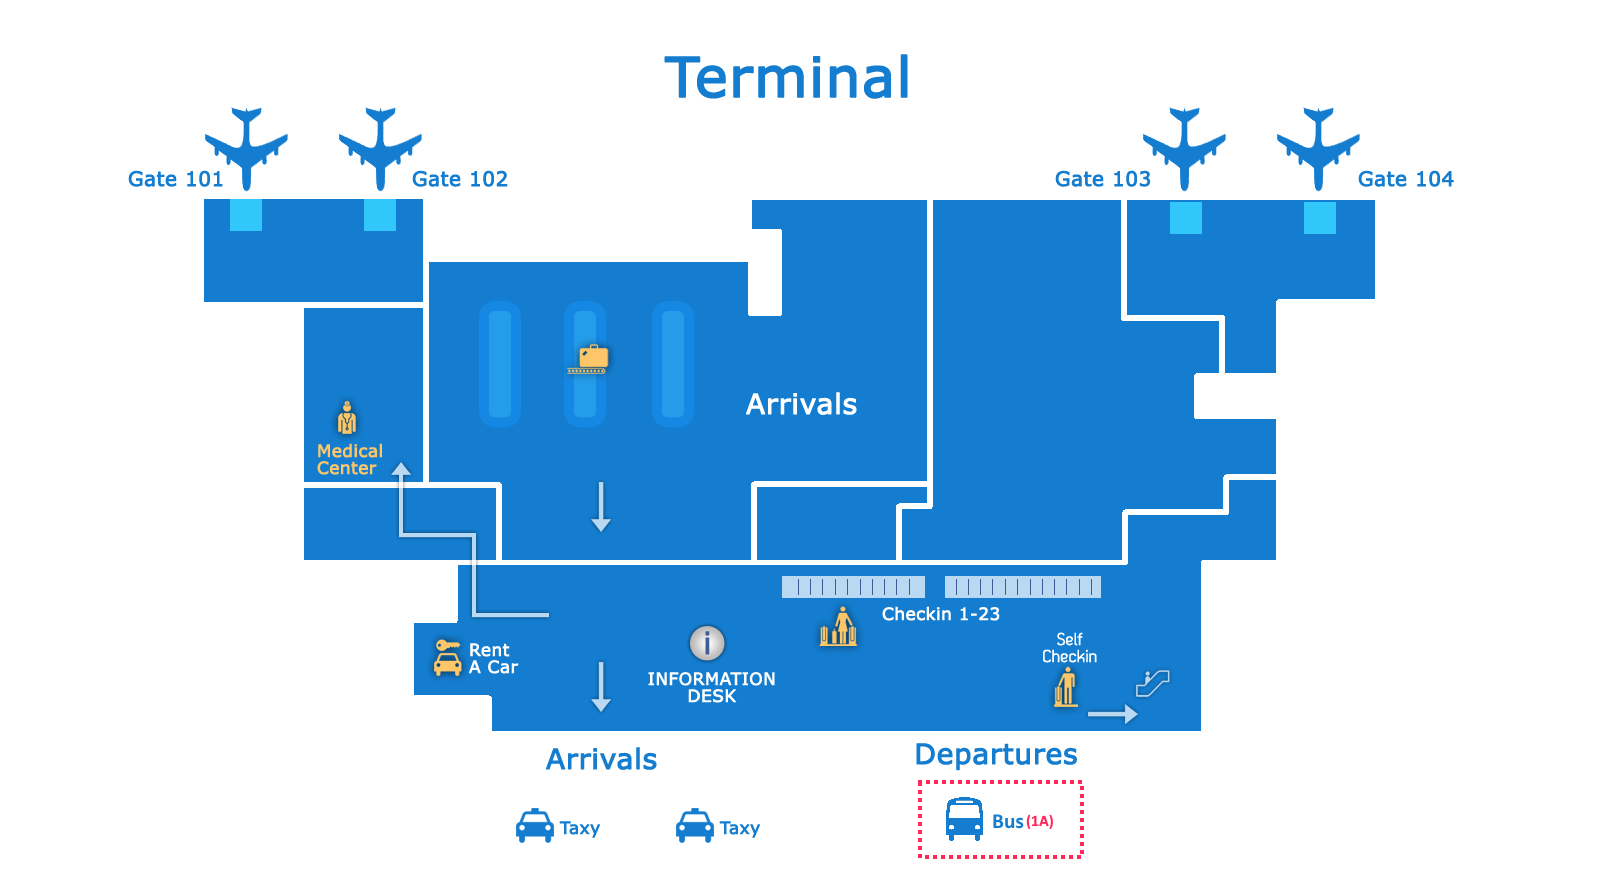 Terminal
Gate 101
Gate 102
Gate 103
Gate 104
Arrivals
Medical
Center
Checkin 1-23
Rent
A Car
i
INFORMATION
DESK
Self
Checkin
Arrivals
Departures
Taxy
Taxy
Bus (1A)